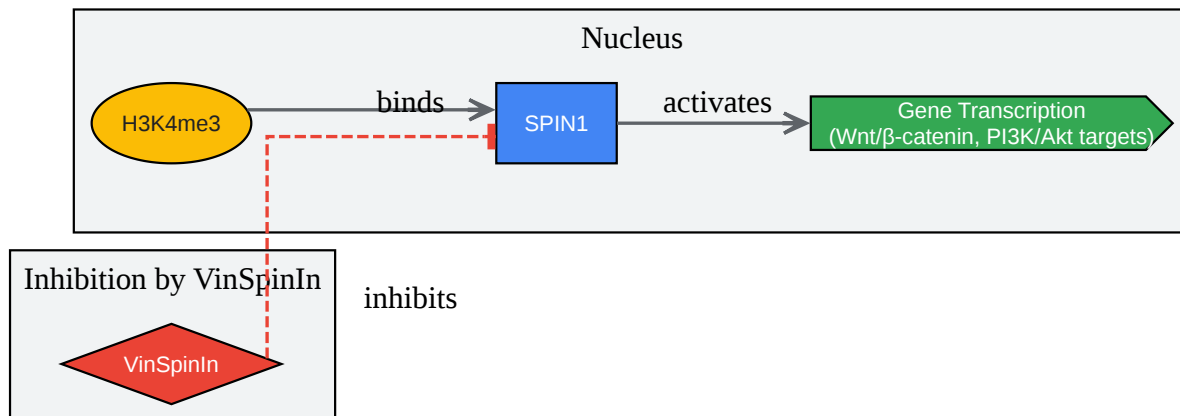 Nucleus
binds
activates
H3K4me3
SPIN1
Gene Transcription
(Wnt/β-catenin, PI3K/Akt targets)
Inhibition by VinSpinIn
inhibits
VinSpinIn